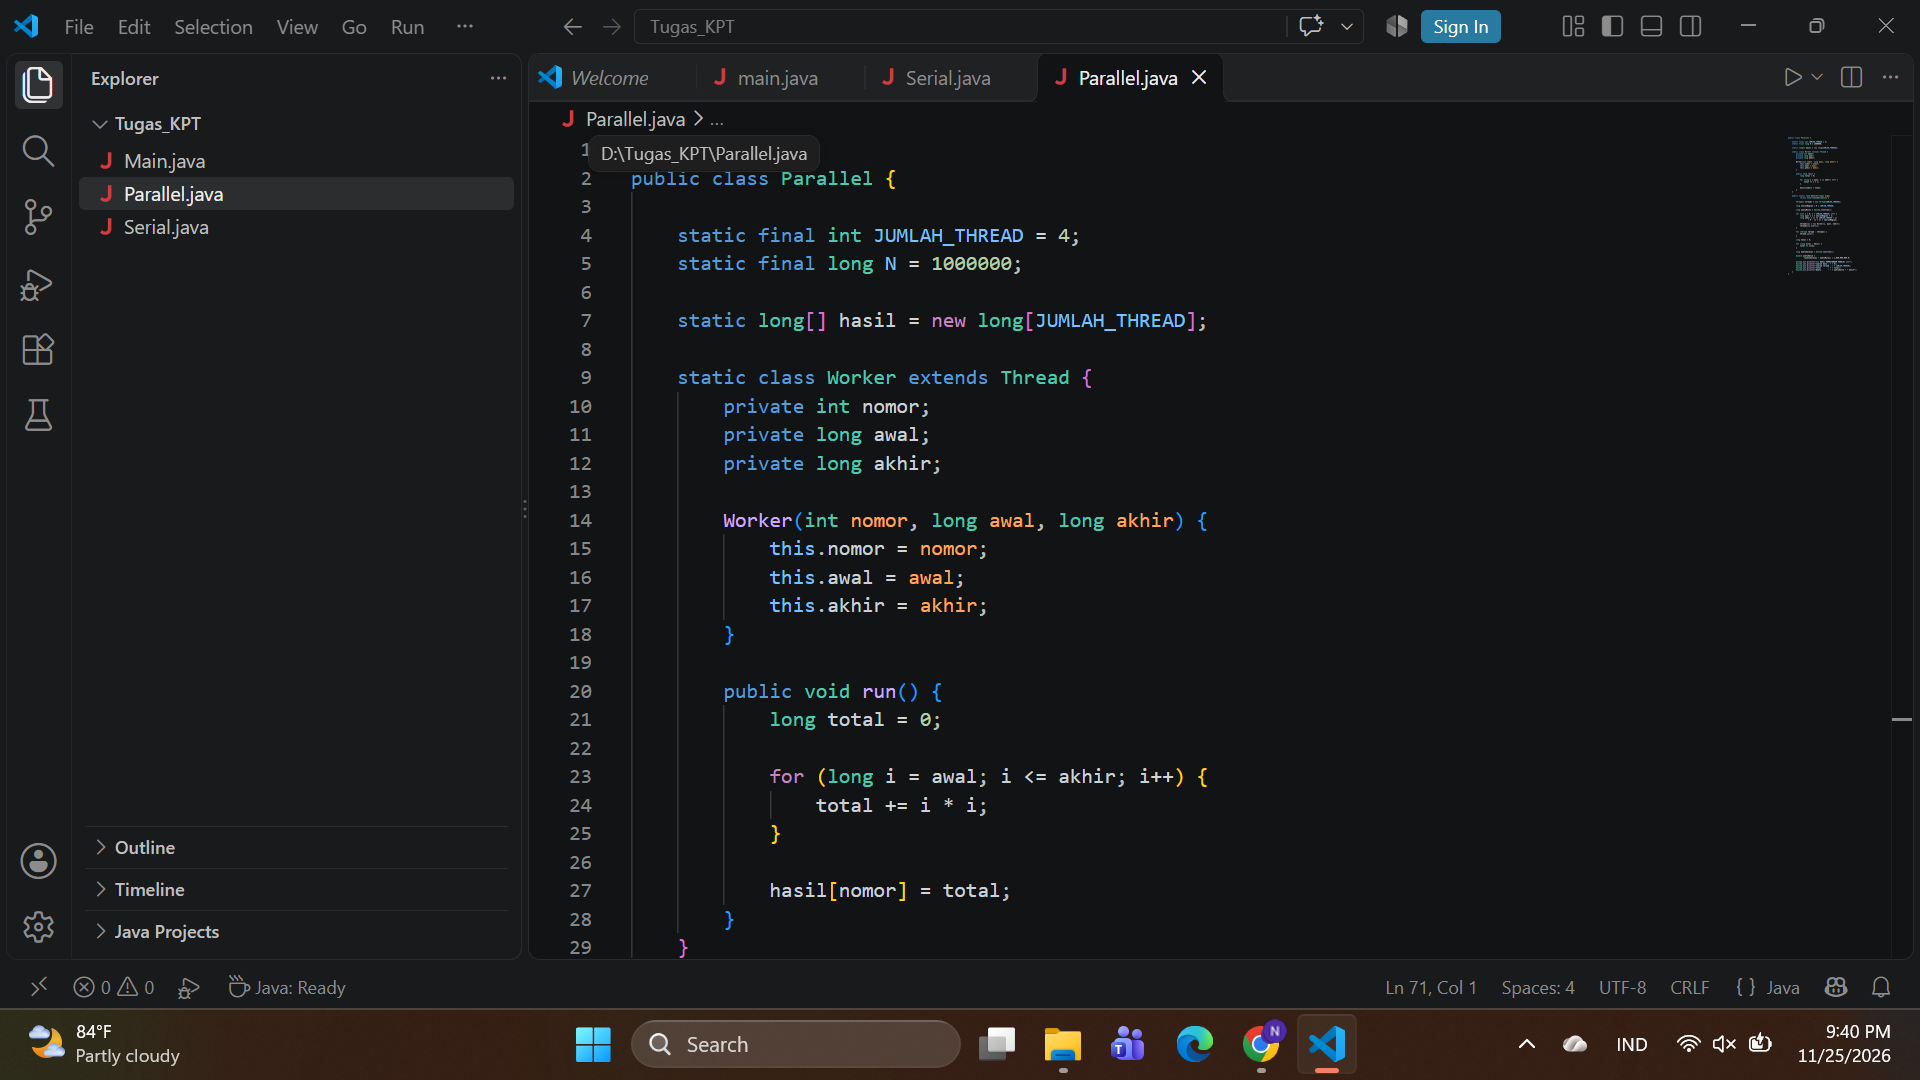 File Edit Selection View Go Run ··· Tugas_KPT Sign In
Explorer ···
Tugas_KPT
Main.java
Parallel.java
Serial.java
Outline
Timeline
Java Projects
Welcome main.java Serial.java Parallel.java
Parallel.java > ...
D:\Tugas_KPT\Parallel.java
1
2 public class Parallel {
3
4 static final int JUMLAH_THREAD = 4;
5 static final long N = 1000000;
6
7 static long[] hasil = new long[JUMLAH_THREAD];
8
9 static class Worker extends Thread {
10 private int nomor;
11 private long awal;
12 private long akhir;
13
14 Worker(int nomor, long awal, long akhir) {
15 this.nomor = nomor;
16 this.awal = awal;
17 this.akhir = akhir;
18 }
19
20 public void run() {
21 long total = 0;
22
23 for (long i = awal; i <= akhir; i++) {
24 total += i * i;
25 }
26
27 hasil[nomor] = total;
28 }
29 }
0 0 Java: Ready Ln 71, Col 1 Spaces: 4 UTF-8 CRLF { } Java
84°F
Partly cloudy
Search
N
T
IND
9:40 PM
11/25/2026